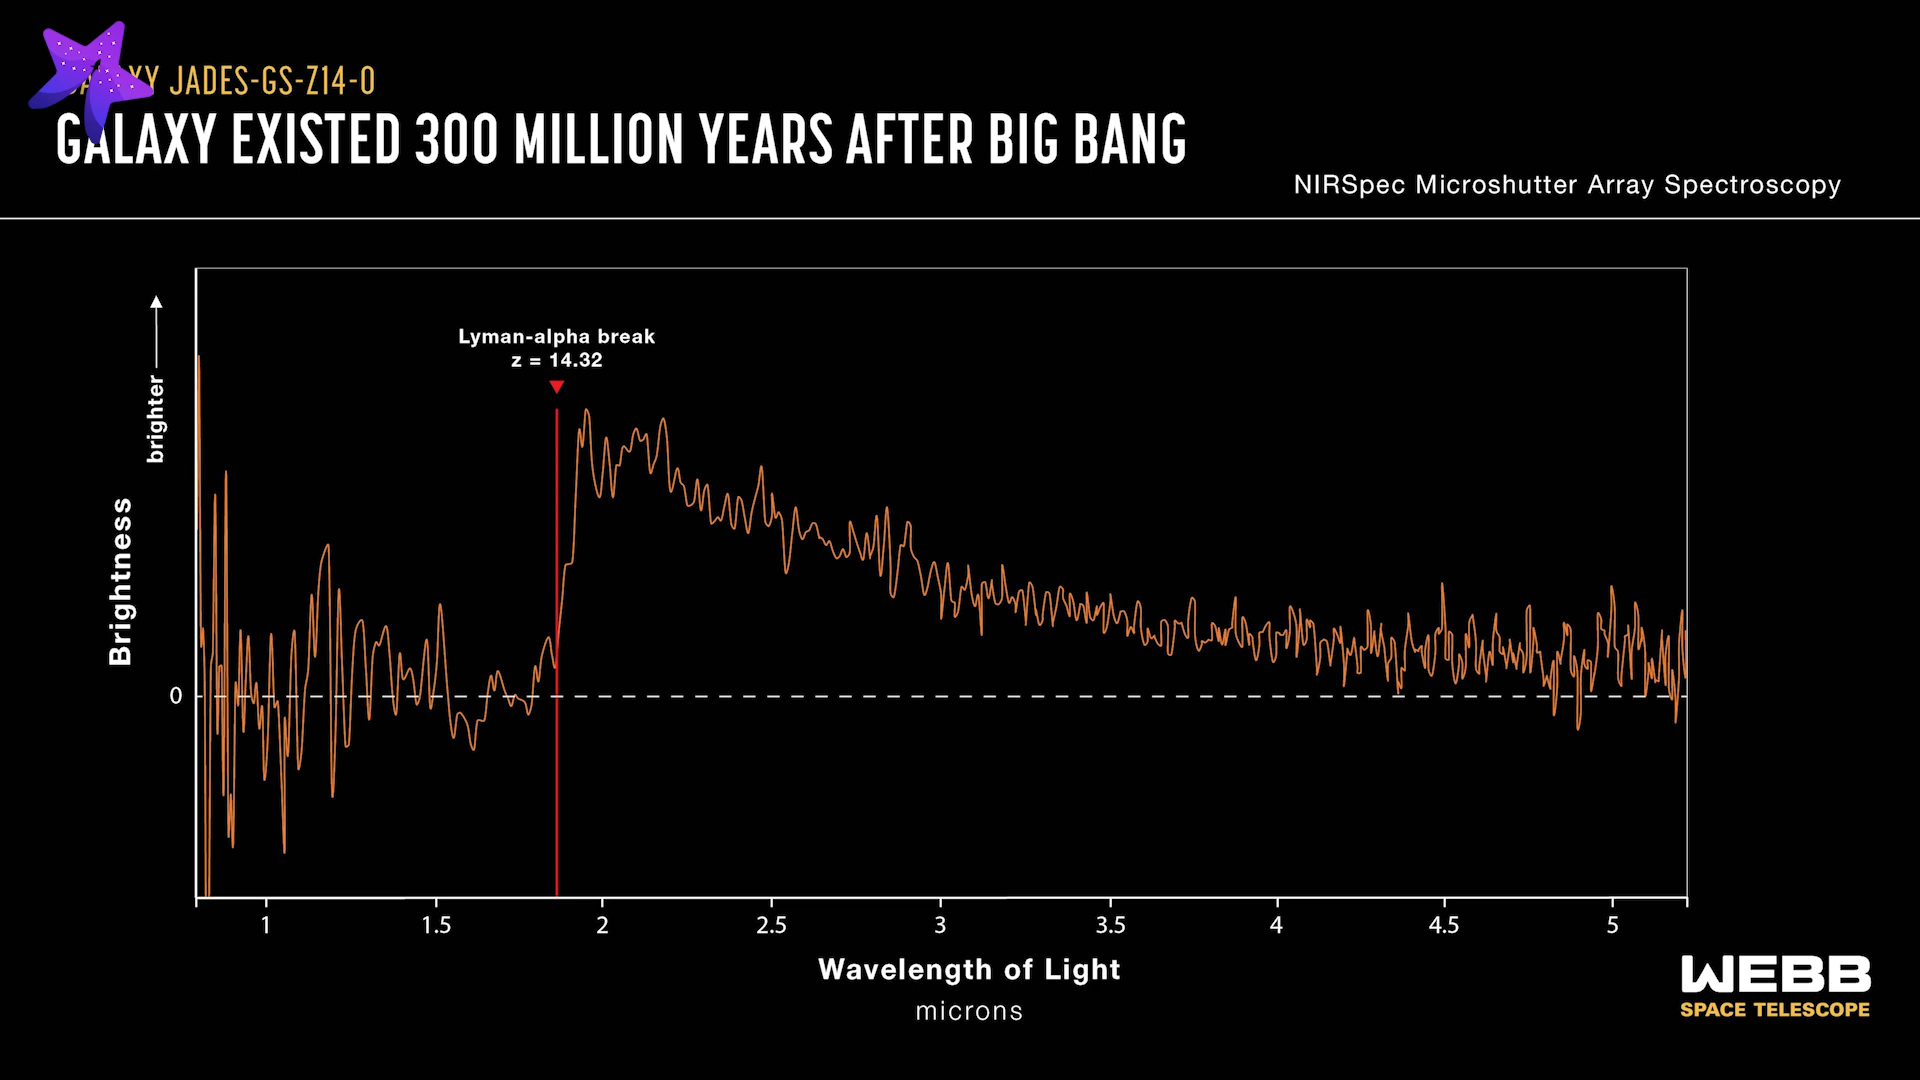 JADES-GS-Z14-0
GALAXY EXISTED 300 MILLION YEARS AFTER BIG BANG
NIRSpec Microshutter Array Spectroscopy
Lyman-alpha break
z = 14.32
brighter
Brightness
0
1 1.5 2 2.5 3 3.5 4 4.5 5
Wavelength of Light
microns
WEBB
SPACE TELESCOPE